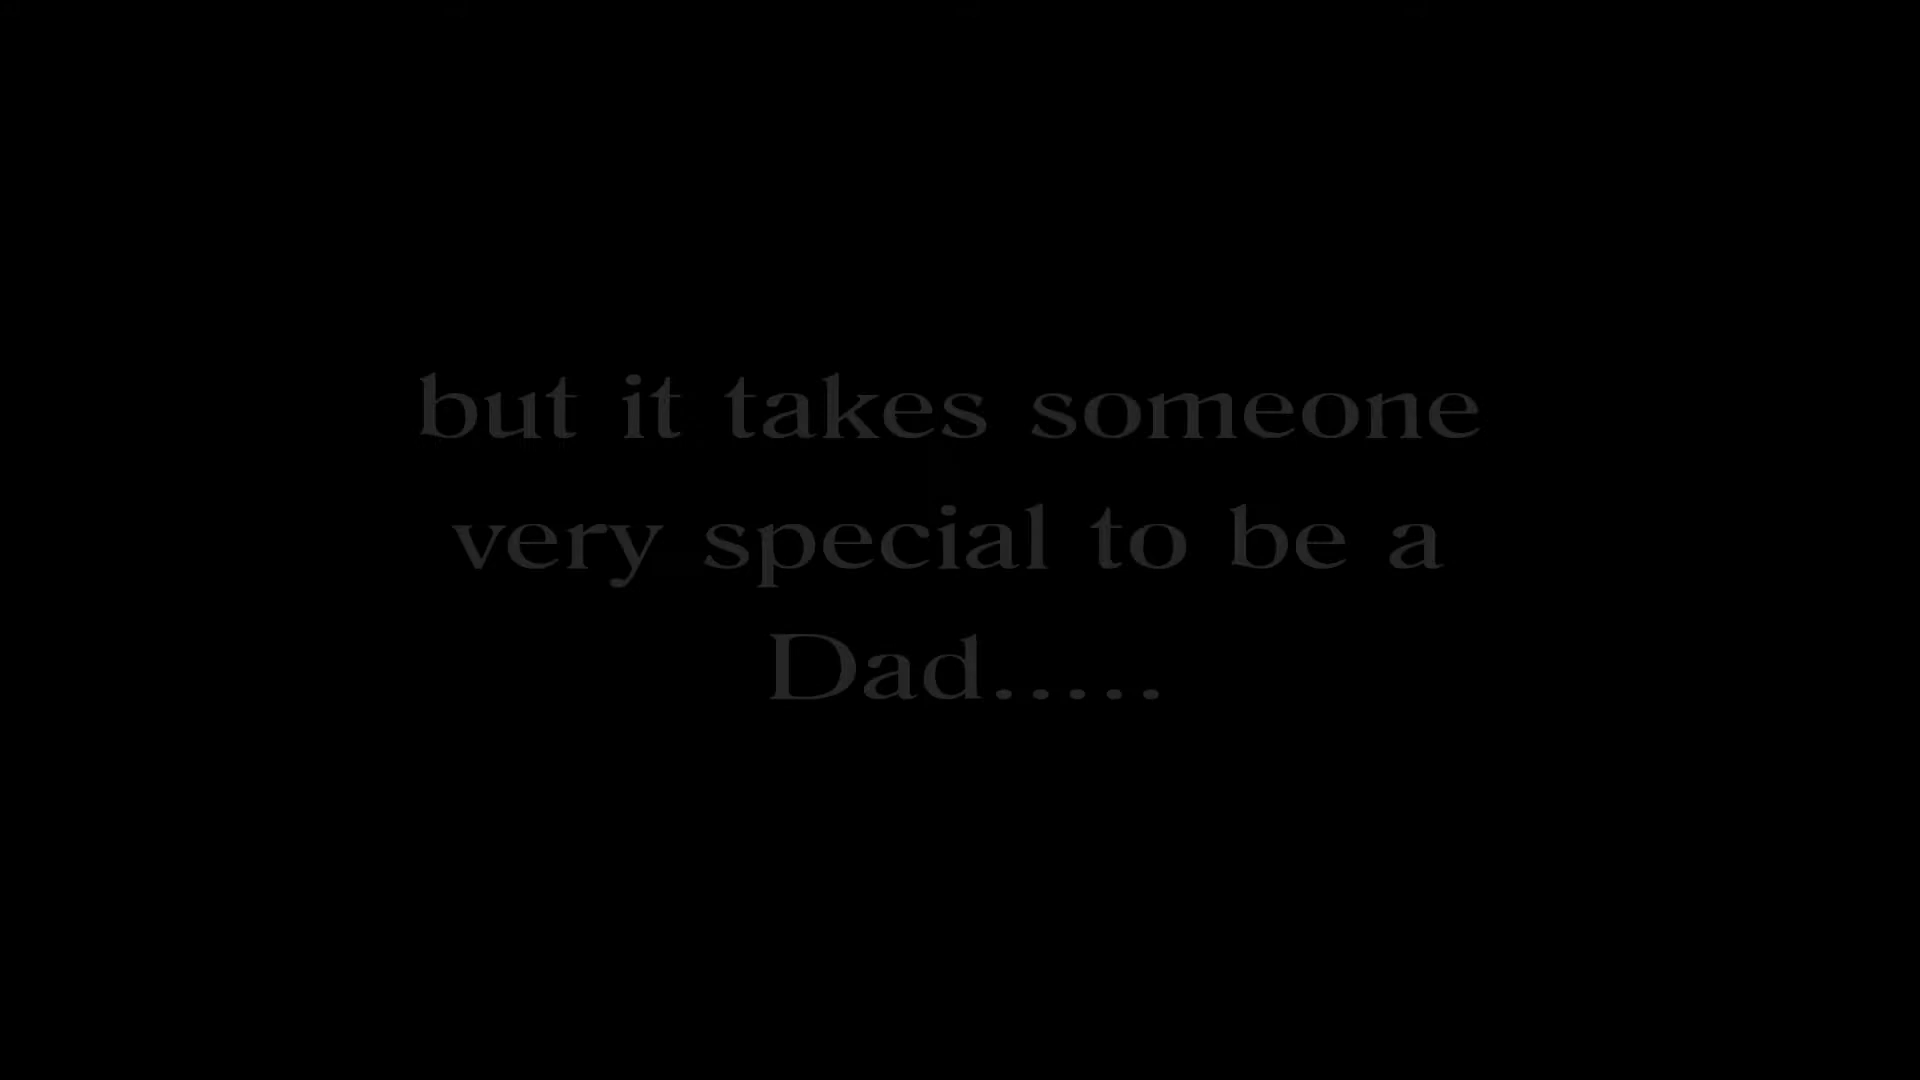 but it takes someone
very special to be a
Dad.....